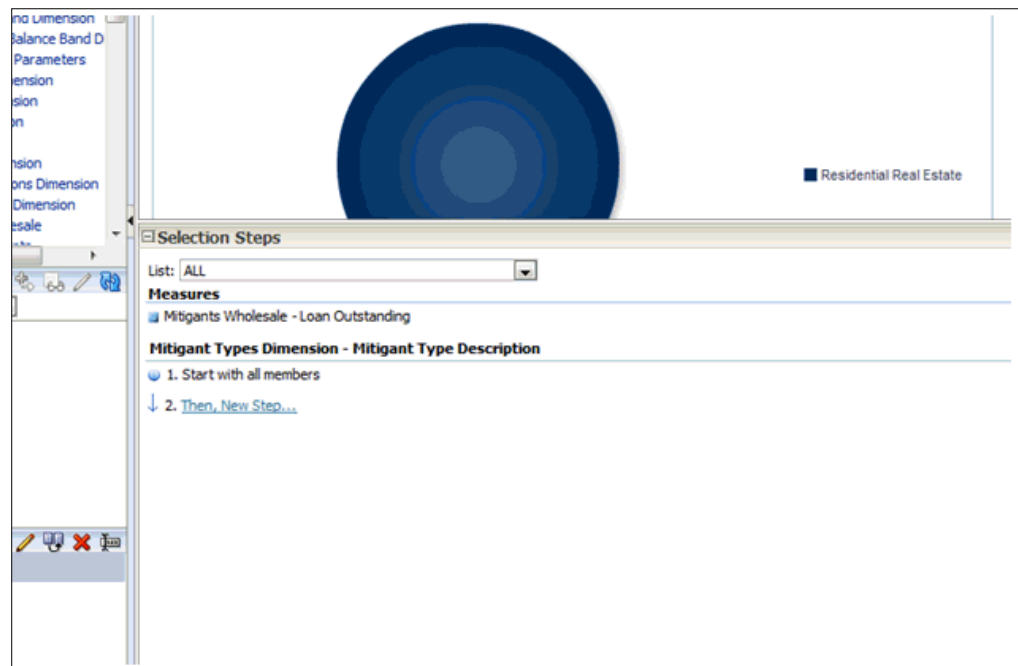 nd Dimension
Balance Band D
Parameters
ension
sion
on
nsion
ons Dimension
Dimension
esale
Residential Real Estate
Selection Steps
List: ALL
Measures
Mitigants Wholesale - Loan Outstanding
Mitigant Types Dimension - Mitigant Type Description
1. Start with all members
2. Then, New Step...